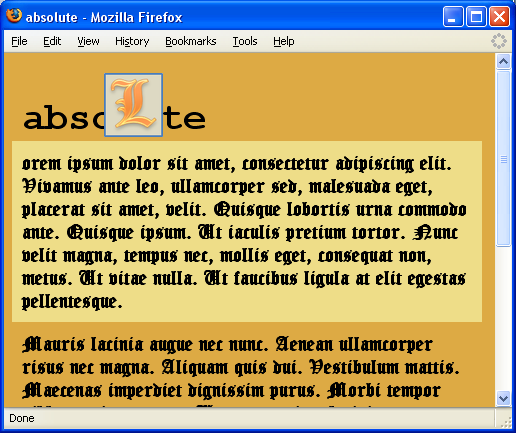 absolute - Mozilla Firefox
File Edit View History Bookmarks Tools Help
L
abso te
orem ipsum dolor sit amet, consectetur adipiscing elit.
Vivamus ante leo, ullamcorper sed, malesuada eget,
placerat sit amet, velit. Quisque lobortis urna commodo
ante. Quisque ipsum. Ut iaculis pretium tortor. Nunc
velit magna, tempus nec, mollis eget, consequat non,
metus. Ut vitae nulla. Ut faucibus ligula at elit egestas
pellentesque.
Mauris lacinia augue nec nunc. Aenean ullamcorper
risus nec magna. Aliquam quis dui. Vestibulum mattis.
Maecenas imperdiet dignissim purus. Morbi tempor
Done